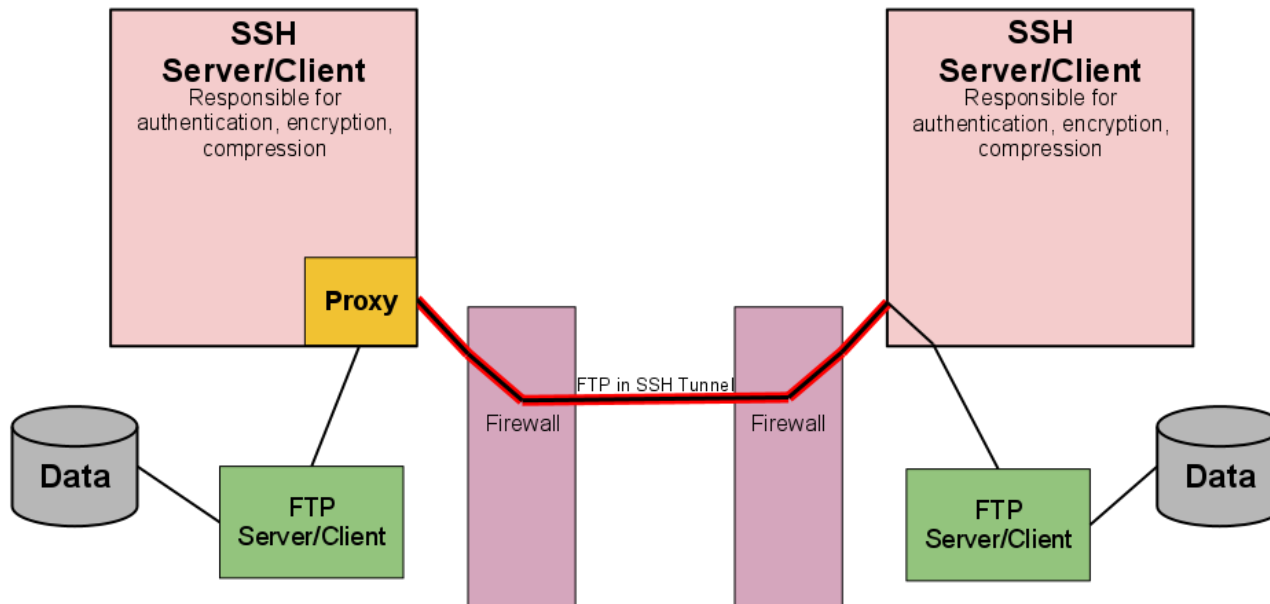 SSH
Server/Client
Responsible for
authentication, encryption,
compression
Proxy
Data
FTP
Server/Client
Firewall
FTP in SSH Tunnel
Firewall
SSH
Server/Client
Responsible for
authentication, encryption,
compression
FTP
Server/Client
Data